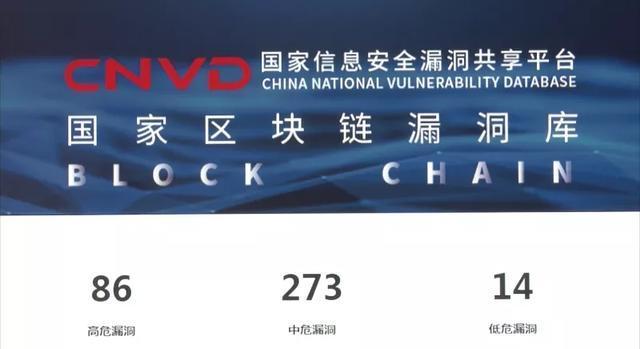 CNVD 国家信息安全漏洞共享平台
CHINA NATIONAL VULNERABILITY DATABASE
国家区块链漏洞库
BLOCK CHAIN
86 273 14
高危漏洞 中危漏洞 低危漏洞